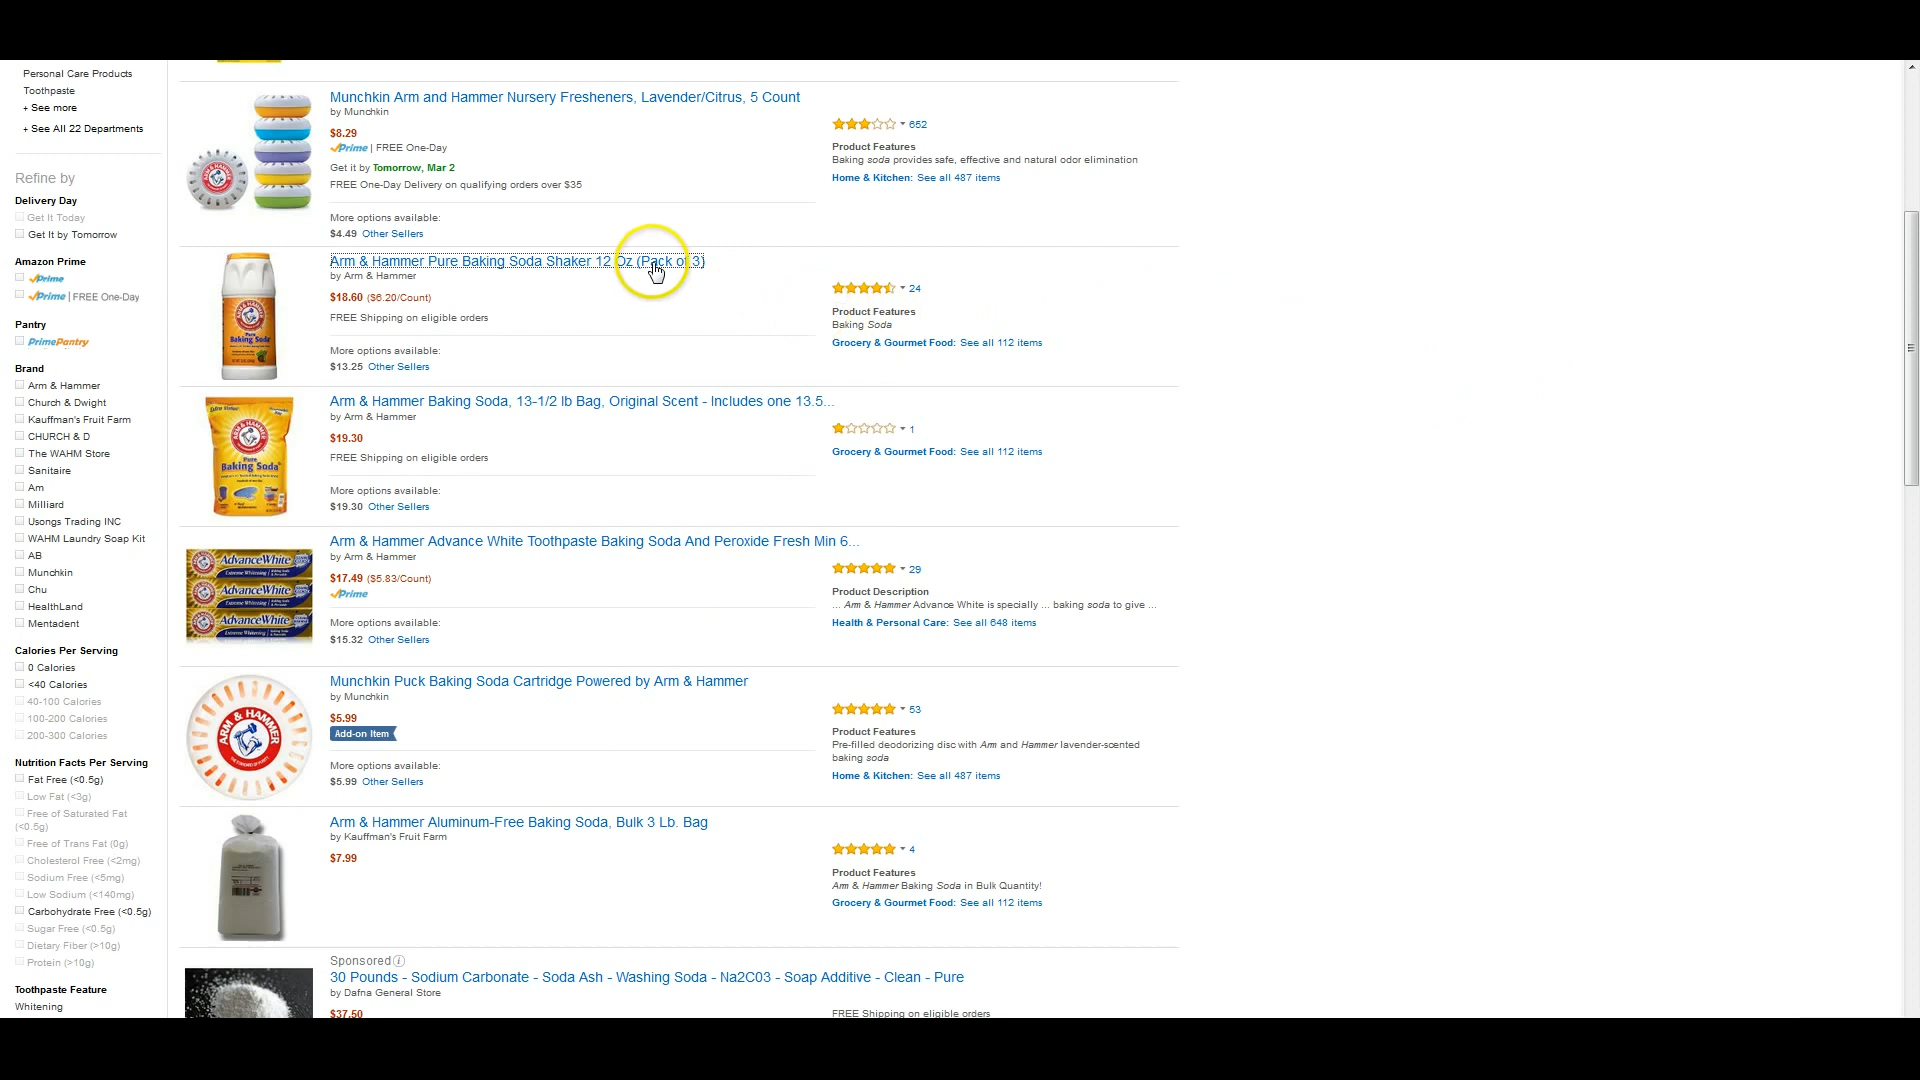 Personal Care Products
Toothpaste
+ See more
+ See All 22 Departments
Refine by
Delivery Day
Get It Today
Get It by Tomorrow
Amazon Prime
Prime
Prime | FREE One-Day
Pantry
PrimePantry
Brand
Arm & Hammer
Church & Dwight
Kauffman's Fruit Farm
CHURCH & D
The WAHM Store
Sanitaire
Am
Milliard
Usongs Trading INC
WAHM Laundry Soap Kit
AB
Munchkin
Chu
HealthLand
Mentadent
Calories Per Serving
0 Calories
<40 Calories
40-100 Calories
100-200 Calories
200-300 Calories
Nutrition Facts Per Serving
Fat Free (<0.5g)
Low Fat (<3g)
Free of Saturated Fat
(<0.5g)
Free of Trans Fat (0g)
Cholesterol Free (<2mg)
Sodium Free (<5mg)
Low Sodium (<140mg)
Carbohydrate Free (<0.5g)
Sugar Free (<0.5g)
Dietary Fiber (>10g)
Protein (>10g)
Toothpaste Feature
Whitening
Munchkin Arm and Hammer Nursery Fresheners, Lavender/Citrus, 5 Count
by Munchkin
$8.29
Prime | FREE One-Day
Get it by Tomorrow, Mar 2
FREE One-Day Delivery on qualifying orders over $35
More options available:
$4.49 Other Sellers
652
Product Features
Baking soda provides safe, effective and natural odor elimination
Home & Kitchen: See all 487 items
Arm & Hammer Pure Baking Soda Shaker 12 Oz (Pack of 3)
by Arm & Hammer
$18.60 ($6.20/Count)
FREE Shipping on eligible orders
More options available:
$13.25 Other Sellers
24
Product Features
Baking Soda
Grocery & Gourmet Food: See all 112 items
Pure
Baking Soda
Arm & Hammer Baking Soda, 13-1/2 lb Bag, Original Scent - Includes one 13.5...
by Arm & Hammer
$19.30
FREE Shipping on eligible orders
More options available:
$19.30 Other Sellers
1
Grocery & Gourmet Food: See all 112 items
Pure
Baking Soda
Arm & Hammer Advance White Toothpaste Baking Soda And Peroxide Fresh Min 6...
by Arm & Hammer
$17.49 ($5.83/Count)
Prime
More options available:
$15.32 Other Sellers
29
Product Description
... Arm & Hammer Advance White is specially ... baking soda to give ...
Health & Personal Care: See all 648 items
AdvanceWhite
AdvanceWhite
AdvanceWhite
Munchkin Puck Baking Soda Cartridge Powered by Arm & Hammer
by Munchkin
$5.99
Add-on Item
More options available:
$5.99 Other Sellers
53
Product Features
Pre-filled deodorizing disc with Arm and Hammer lavender-scented
baking soda
Home & Kitchen: See all 487 items
ARM & HAMMER
THE STANDARD OF PURITY
Arm & Hammer Aluminum-Free Baking Soda, Bulk 3 Lb. Bag
by Kauffman's Fruit Farm
$7.99
4
Product Features
Arm & Hammer Baking Soda in Bulk Quantity!
Grocery & Gourmet Food: See all 112 items
Sponsored
30 Pounds - Sodium Carbonate - Soda Ash - Washing Soda - Na2C03 - Soap Additive - Clean - Pure
by Dafna General Store
$37.50
FREE Shipping on eligible orders